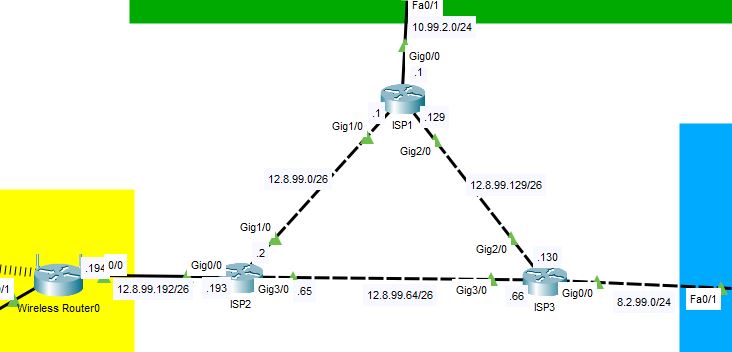 Fa0/1
10.99.2.0/24
Gig0/0
.1
ISP1
.1
.129
Gig1/0
Gig2/0
12.8.99.0/26
12.8.99.129/26
Gig1/0
.2
Gig2/0
.130
.194
0/0
Gig0/0
.193
ISP2
Gig3/0
.65
12.8.99.192/26
12.8.99.64/26
Gig3/0
.66
ISP3
Gig0/0
8.2.99.0/24
Fa0/1
/1
Wireless Router0